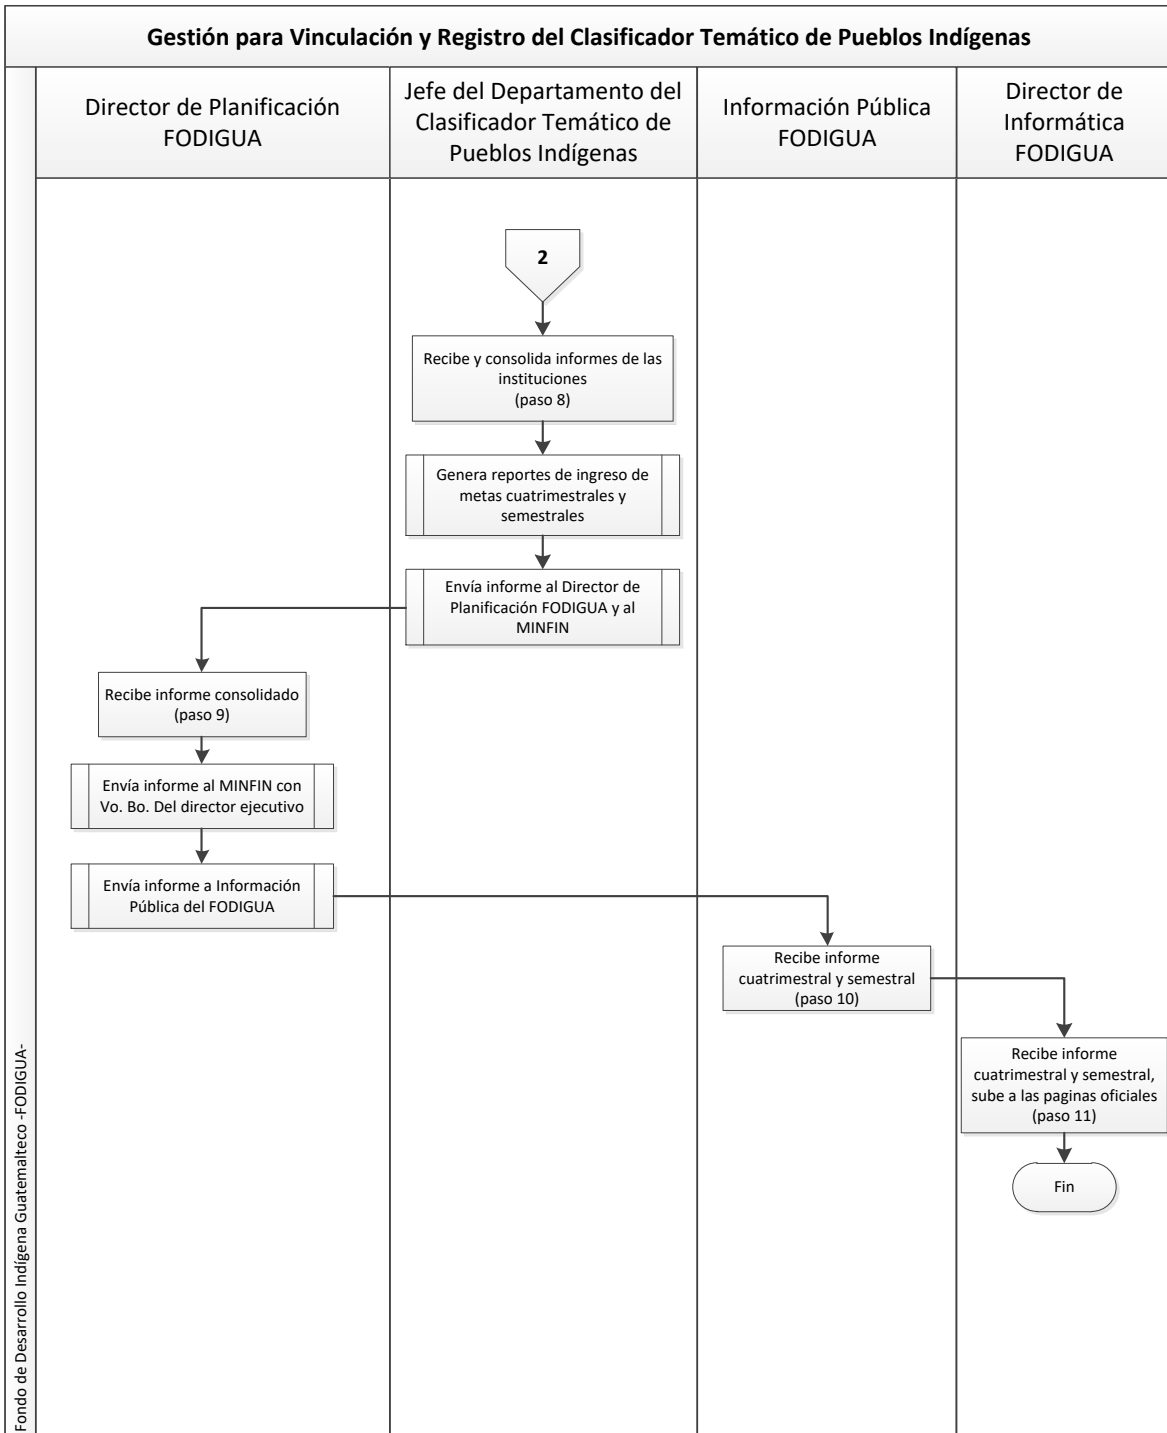 Gestión para Vinculación y Registro del Clasificador Temático de Pueblos Indígenas
Director de Planificación
FODIGUA
Jefe del Departamento del
Clasificador Temático de
Pueblos Indígenas
Información Pública
FODIGUA
Director de
Informática
FODIGUA
2
Recibe y consolida informes de las
instituciones
(paso 8)
Genera reportes de ingreso de
metas cuatrimestrales y
semestrales
Envía informe al Director de
Planificación FODIGUA y al
MINFIN
Recibe informe consolidado
(paso 9)
Envía informe al MINFIN con
Vo. Bo. Del director ejecutivo
Envía informe a Información
Pública del FODIGUA
Recibe informe
cuatrimestral y semestral
(paso 10)
Recibe informe
cuatrimestral y semestral,
sube a las paginas oficiales
(paso 11)
Fin
Fondo de Desarrollo Indígena Guatemalteco -FODIGUA-